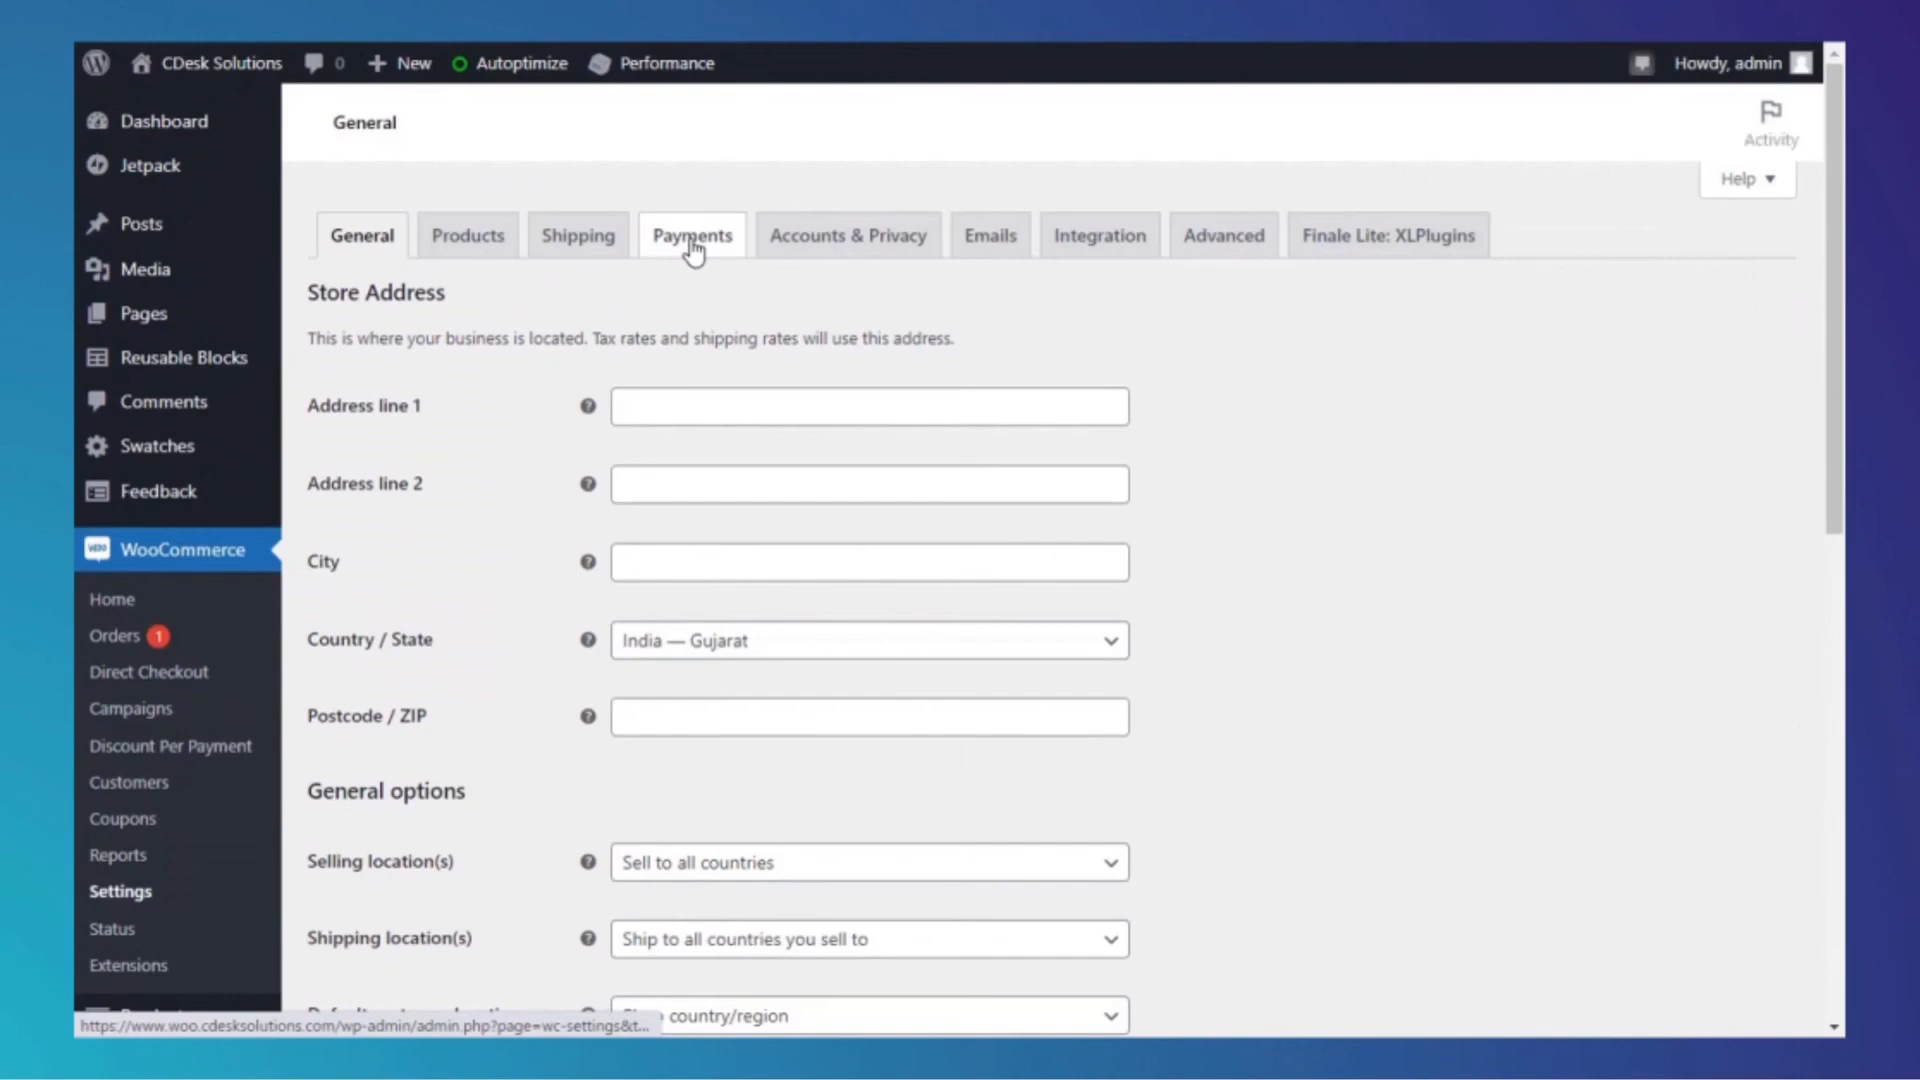 CDesk Solutions 0 New Autoptimize Performance Howdy, admin
Dashboard
Jetpack
Posts
Media
Pages
Reusable Blocks
Comments
Swatches
Feedback
WooCommerce
Home
Orders 1
Direct Checkout
Campaigns
Discount Per Payment
Customers
Coupons
Reports
Settings
Status
Extensions
General
Activity
Help
General Products Shipping Payments Accounts & Privacy Emails Integration Advanced Finale Lite: XLPlugins
Store Address
This is where your business is located. Tax rates and shipping rates will use this address.
Address line 1
Address line 2
City
Country / State India — Gujarat
Postcode / ZIP
General options
Selling location(s) Sell to all countries
Shipping location(s) Ship to all countries you sell to
country/region
https://www.woo.cdesksolutions.com/wp-admin/admin.php?page=wc-settings&t...